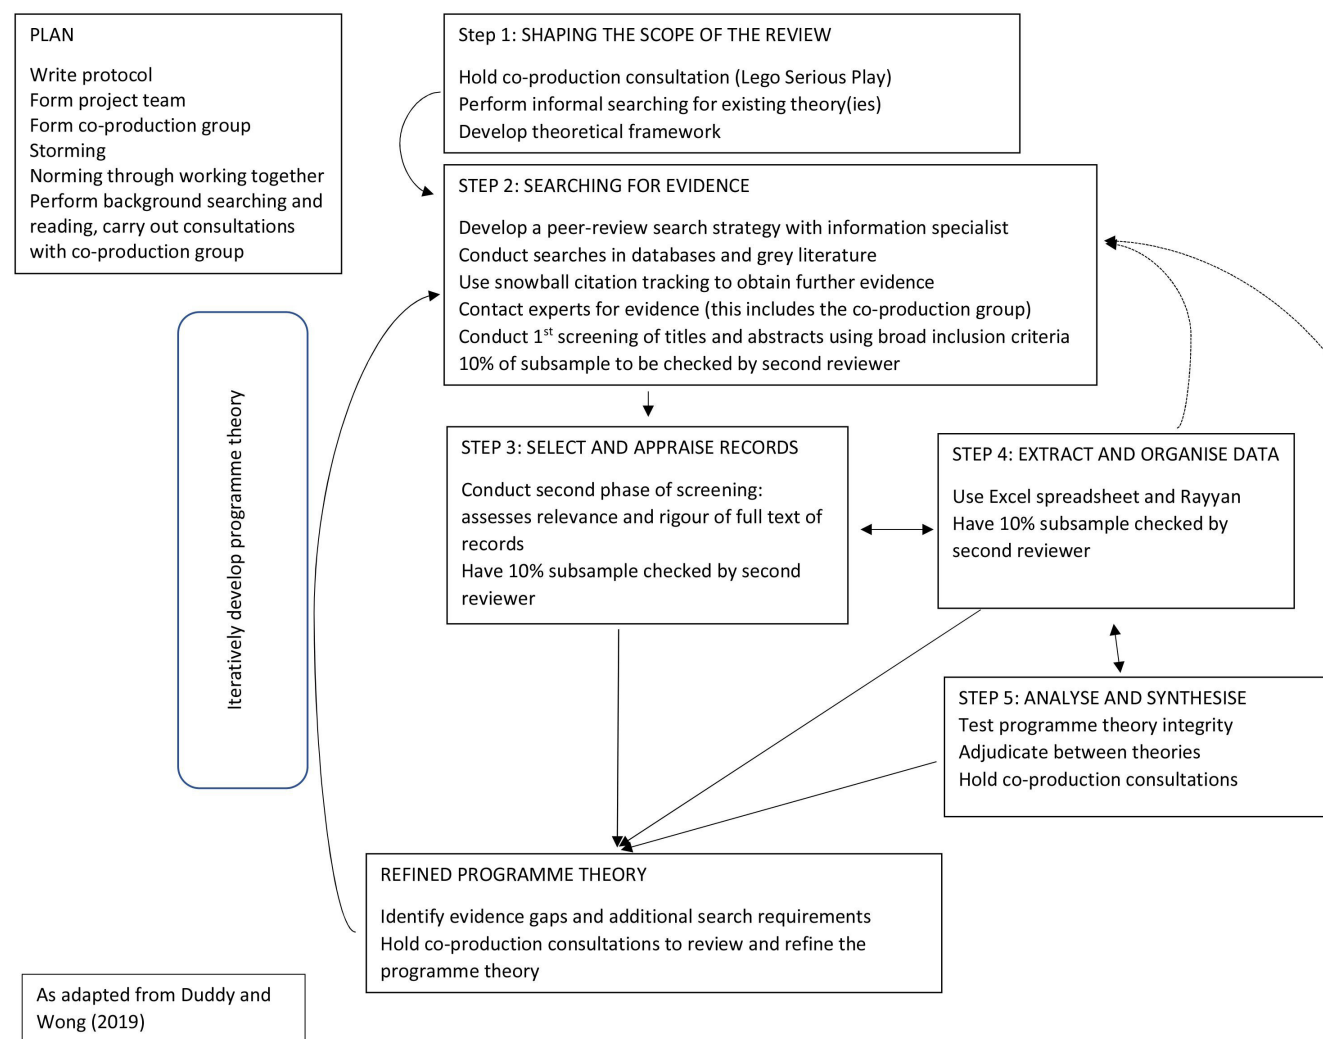 PLAN
Write protocol
Form project team
Form co-production group
Storming
Norming through working together
Perform background searching and
reading, carry out consultations
with co-production group
Step 1: SHAPING THE SCOPE OF THE REVIEW
Hold co-production consultation (Lego Serious Play)
Perform informal searching for existing theory(ies)
Develop theoretical framework
STEP 2: SEARCHING FOR EVIDENCE
Develop a peer-review search strategy with information specialist
Conduct searches in databases and grey literature
Use snowball citation tracking to obtain further evidence
Contact experts for evidence (this includes the co-production group)
Conduct 1st screening of titles and abstracts using broad inclusion criteria
10% of subsample to be checked by second reviewer
Iteratively develop programme theory
STEP 3: SELECT AND APPRAISE RECORDS
Conduct second phase of screening:
assesses relevance and rigour of full text of
records
Have 10% subsample checked by second
reviewer
STEP 4: EXTRACT AND ORGANISE DATA
Use Excel spreadsheet and Rayyan
Have 10% subsample checked by
second reviewer
STEP 5: ANALYSE AND SYNTHESISE
Test programme theory integrity
Adjudicate between theories
Hold co-production consultations
REFINED PROGRAMME THEORY
Identify evidence gaps and additional search requirements
Hold co-production consultations to review and refine the
programme theory
As adapted from Duddy and
Wong (2019)